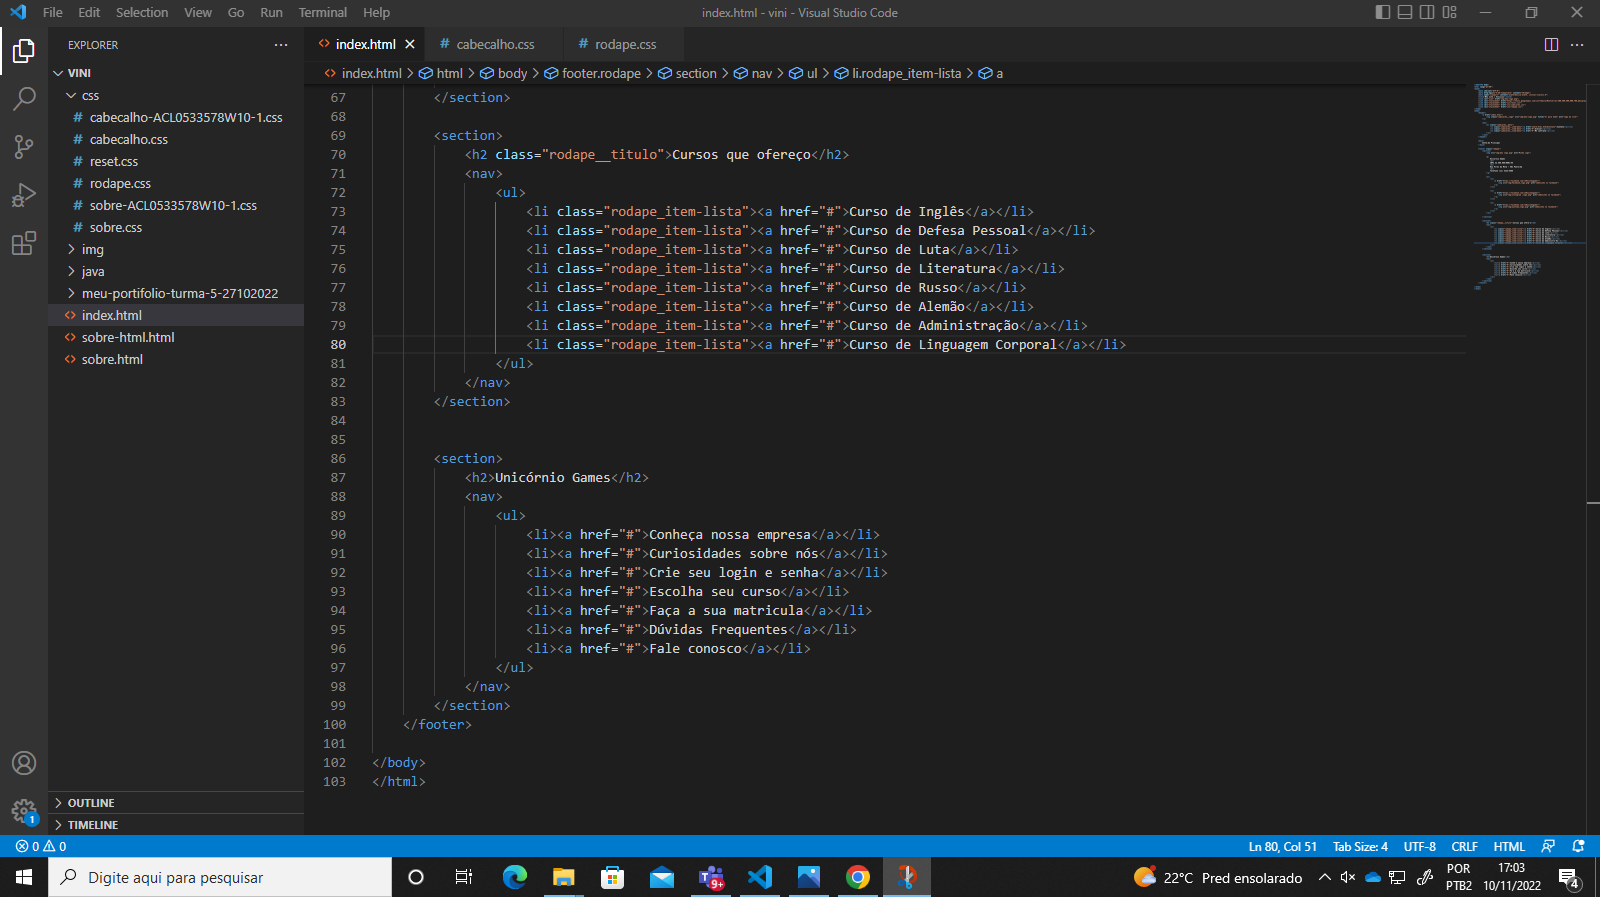 File Edit Selection View Go Run Terminal Help
index.html - vini - Visual Studio Code
EXPLORER
VINI
css
# cabecalho-ACL0533578W10-1.css
# cabecalho.css
# reset.css
# rodape.css
# sobre-ACL0533578W10-1.css
# sobre.css
img
java
meu-portifolio-turma-5-27102022
<> index.html
<> sobre-html.html
<> sobre.html
OUTLINE
TIMELINE
1
<> index.html
# cabecalho.css
# rodape.css
<> index.html > html > body > footer.rodape > section > nav > ul > li.rodape_item-lista > a
67 </section>
68
69 <section>
70 <h2 class="rodape__titulo">Cursos que ofereço</h2>
71 <nav>
72 <ul>
73 <li class="rodape_item-lista"><a href="#">Curso de Inglês</a></li>
74 <li class="rodape_item-lista"><a href="#">Curso de Defesa Pessoal</a></li>
75 <li class="rodape_item-lista"><a href="#">Curso de Luta</a></li>
76 <li class="rodape_item-lista"><a href="#">Curso de Literatura</a></li>
77 <li class="rodape_item-lista"><a href="#">Curso de Russo</a></li>
78 <li class="rodape_item-lista"><a href="#">Curso de Alemão</a></li>
79 <li class="rodape_item-lista"><a href="#">Curso de Administração</a></li>
80 <li class="rodape_item-lista"><a href="#">Curso de Linguagem Corporal</a></li>
81 </ul>
82 </nav>
83 </section>
84
85
86 <section>
87 <h2>Unicórnio Games</h2>
88 <nav>
89 <ul>
90 <li><a href="#">Conheça nossa empresa</a></li>
91 <li><a href="#">Curiosidades sobre nós</a></li>
92 <li><a href="#">Crie seu login e senha</a></li>
93 <li><a href="#">Escolha seu curso</a></li>
94 <li><a href="#">Faça a sua matricula</a></li>
95 <li><a href="#">Dúvidas Frequentes</a></li>
96 <li><a href="#">Fale conosco</a></li>
97 </ul>
98 </nav>
99 </section>
100 </footer>
101
102 </body>
103 </html>
0 0
Ln 80, Col 51 Tab Size: 4 UTF-8 CRLF HTML
Digite aqui para pesquisar
9+
22°C Pred ensolarado
POR
PTB2
17:03
10/11/2022
4